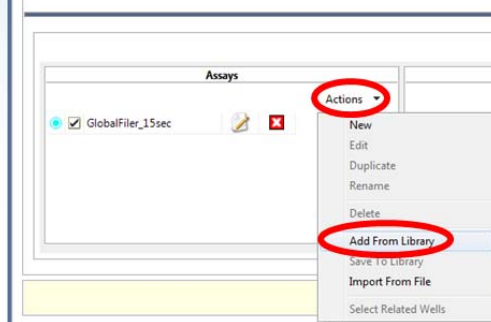 Assays
Actions
GlobalFiler_15sec
New
Edit
Duplicate
Rename
Delete
Add From Library
Save To Library
Import From File
Select Related Wells